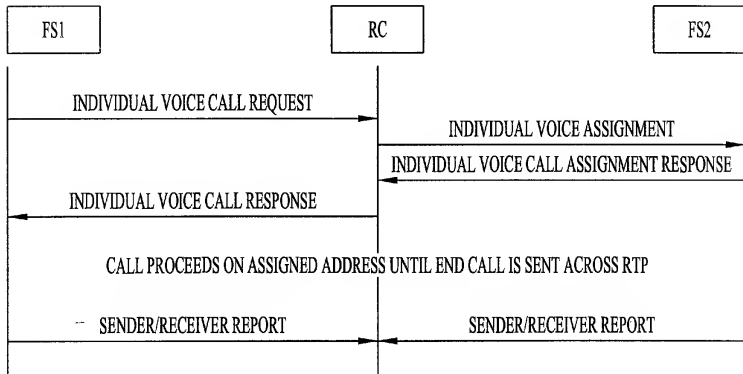 FS1
RC
FS2
INDIVIDUAL VOICE CALL REQUEST
INDIVIDUAL VOICE ASSIGNMENT
INDIVIDUAL VOICE CALL ASSIGNMENT RESPONSE
INDIVIDUAL VOICE CALL RESPONSE
CALL PROCEEDS ON ASSIGNED ADDRESS UNTIL END CALL IS SENT ACROSS RTP
SENDER/RECEIVER REPORT
SENDER/RECEIVER REPORT